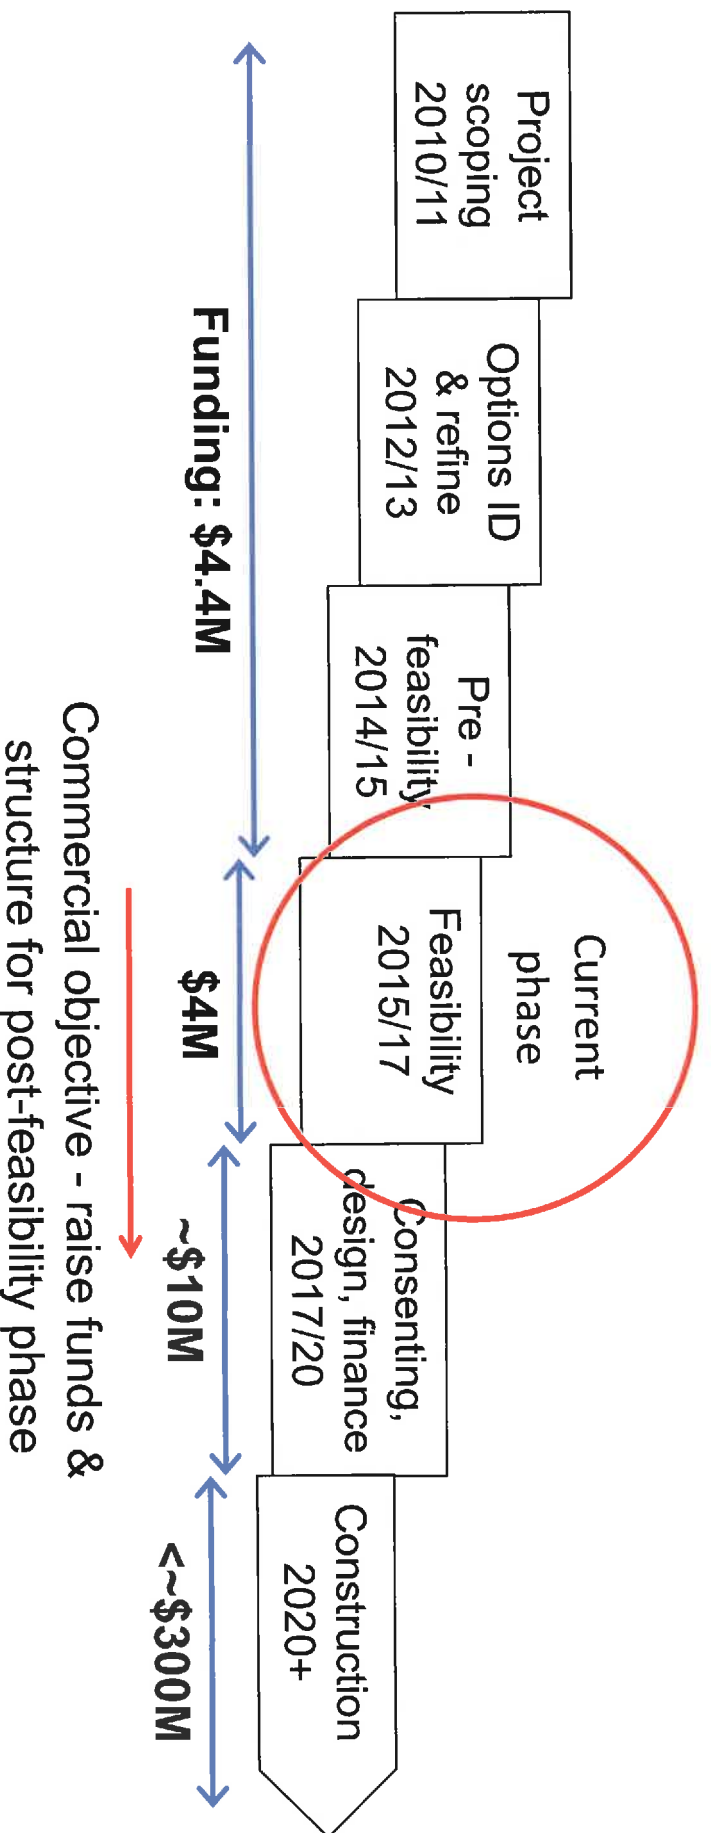 Current
phase
Project
scoping
2010/11
Options ID
& refine
2012/13
Pre -
feasibility
2014/15
Feasibility
2015/17
Consenting,
design, finance
2017/20
Construction
2020+
Funding: $4.4M
$4M
~$10M
<~$300M
Commercial objective - raise funds &
structure for post-feasibility phase